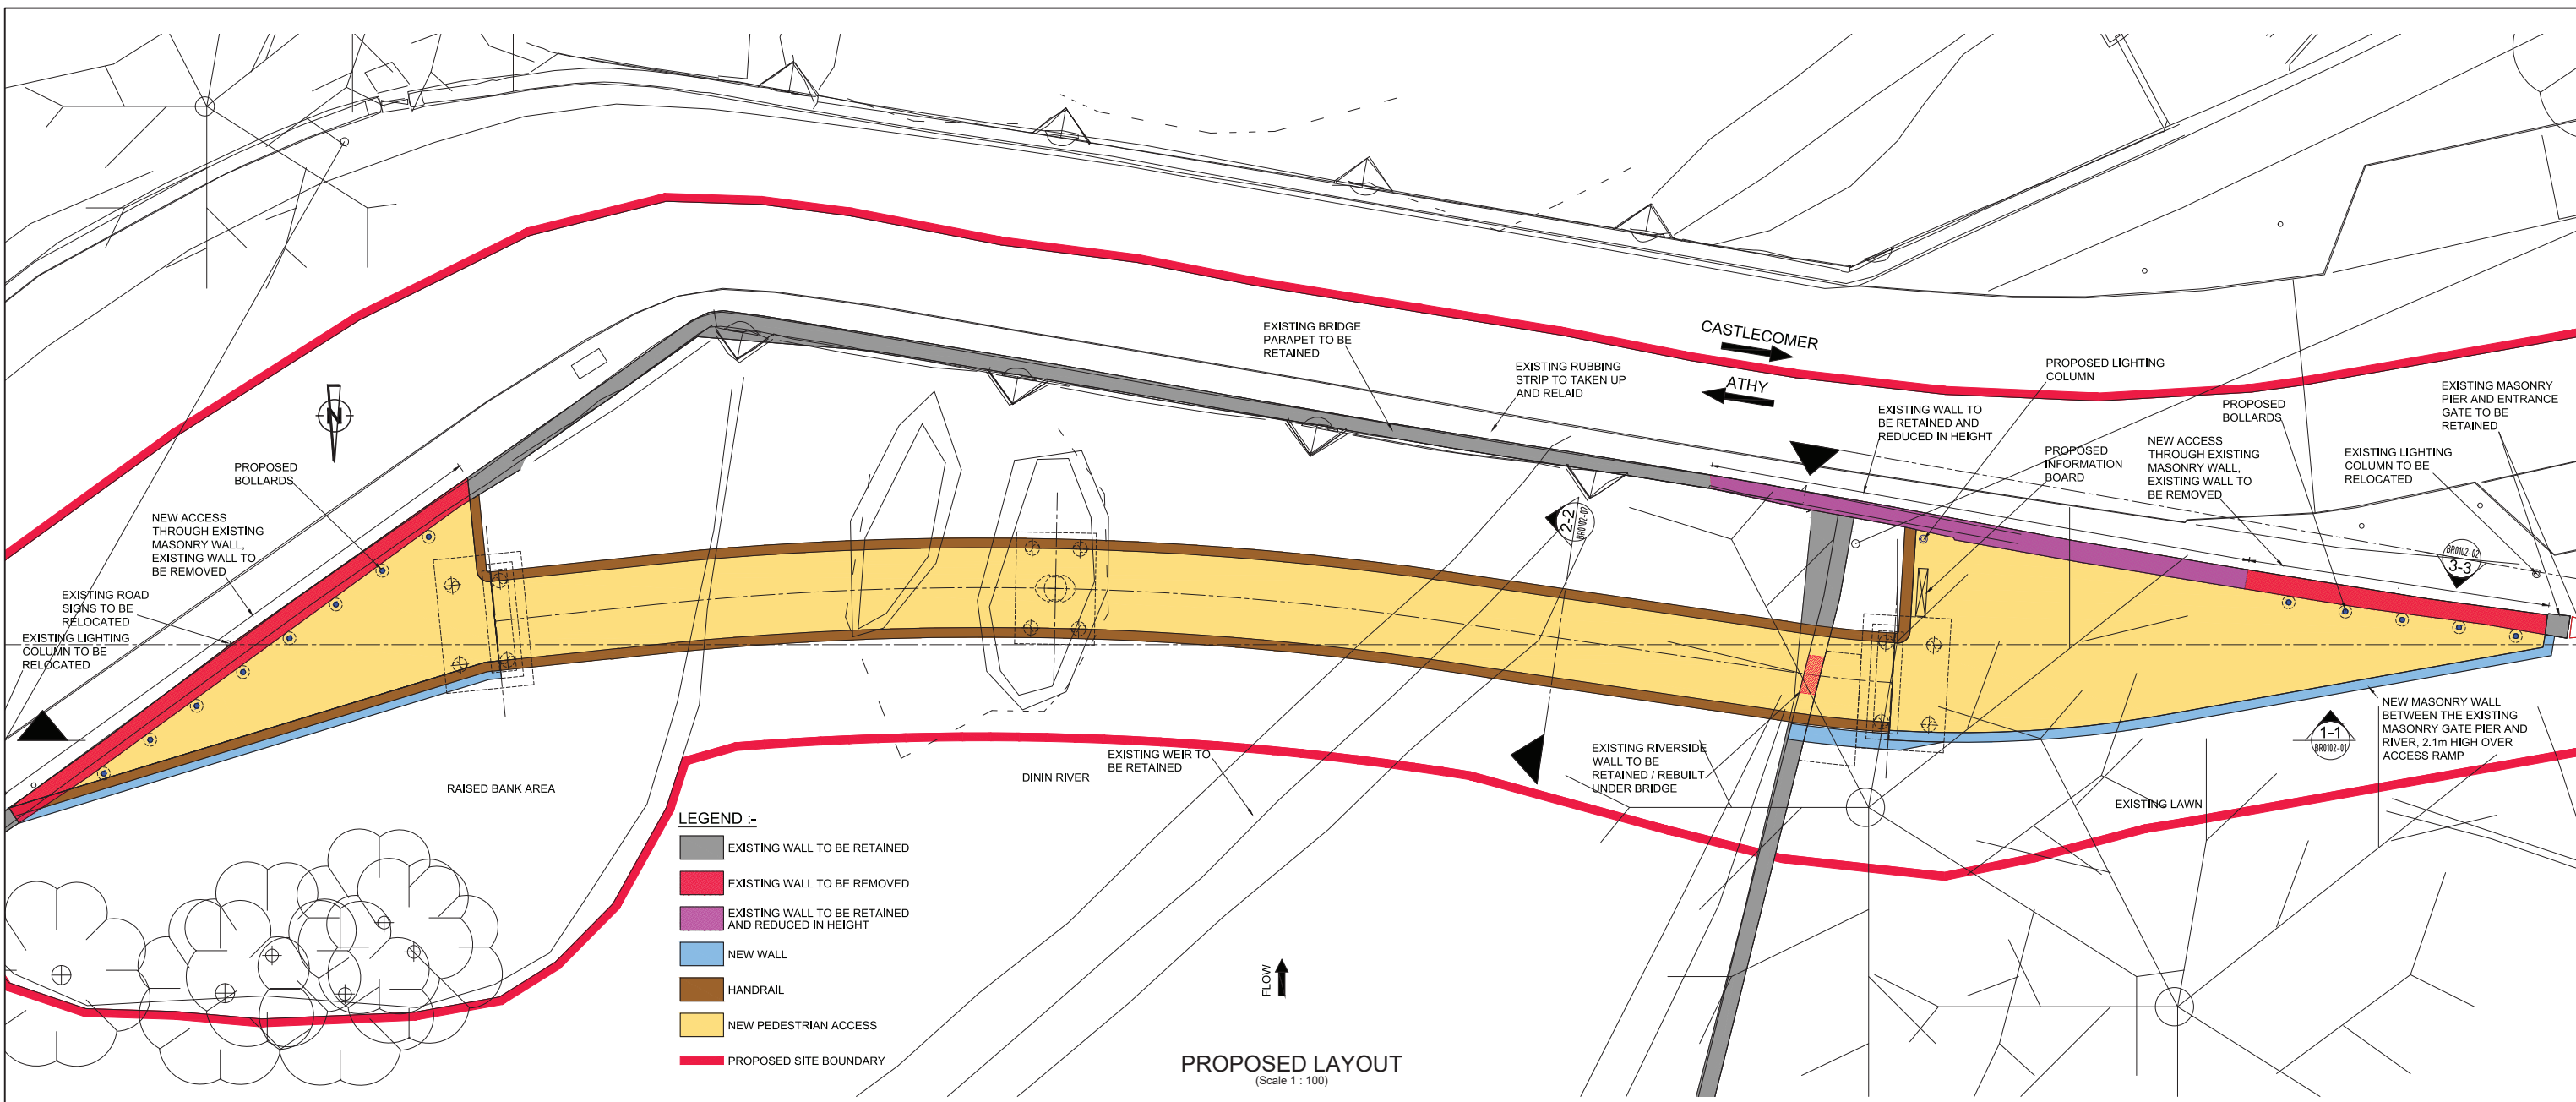 EXISTING BRIDGE
PARAPET TO BE
RETAINED
EXISTING RUBBING
STRIP TO TAKEN UP
AND RELAID
CASTLECOMER
ATHY
EXISTING WALL TO
BE RETAINED AND
REDUCED IN HEIGHT
PROPOSED LIGHTING
COLUMN
PROPOSED
INFORMATION
BOARD
PROPOSED
BOLLARDS
NEW ACCESS
THROUGH EXISTING
MASONRY WALL,
EXISTING WALL TO
BE REMOVED
EXISTING LIGHTING
COLUMN TO BE
RELOCATED
EXISTING MASONRY
PIER AND ENTRANCE
GATE TO BE
RETAINED
N
PROPOSED
BOLLARDS
NEW ACCESS
THROUGH EXISTING
MASONRY WALL,
EXISTING WALL TO
BE REMOVED
EXISTING ROAD
SIGNS TO BE
RELOCATED
EXISTING LIGHTING
COLUMN TO BE
RELOCATED
2-2
BR0102-02
BR0102-02
3-3
1-1
BR0102-01
NEW MASONRY WALL
BETWEEN THE EXISTING
MASONRY GATE PIER AND
RIVER, 2.1m HIGH OVER
ACCESS RAMP
EXISTING LAWN
EXISTING RIVERSIDE
WALL TO BE
RETAINED / REBUILT
UNDER BRIDGE
EXISTING WEIR TO
BE RETAINED
DININ RIVER
RAISED BANK AREA
LEGEND :-
EXISTING WALL TO BE RETAINED
EXISTING WALL TO BE REMOVED
EXISTING WALL TO BE RETAINED
AND REDUCED IN HEIGHT
NEW WALL
HANDRAIL
NEW PEDESTRIAN ACCESS
PROPOSED SITE BOUNDARY
FLOW
PROPOSED LAYOUT
(Scale 1 : 100)